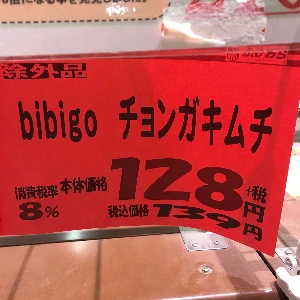 除外品
bibigo チョンガキムチ
消費税率 本体価格 128 +税 円
8% 税込価格 139 円